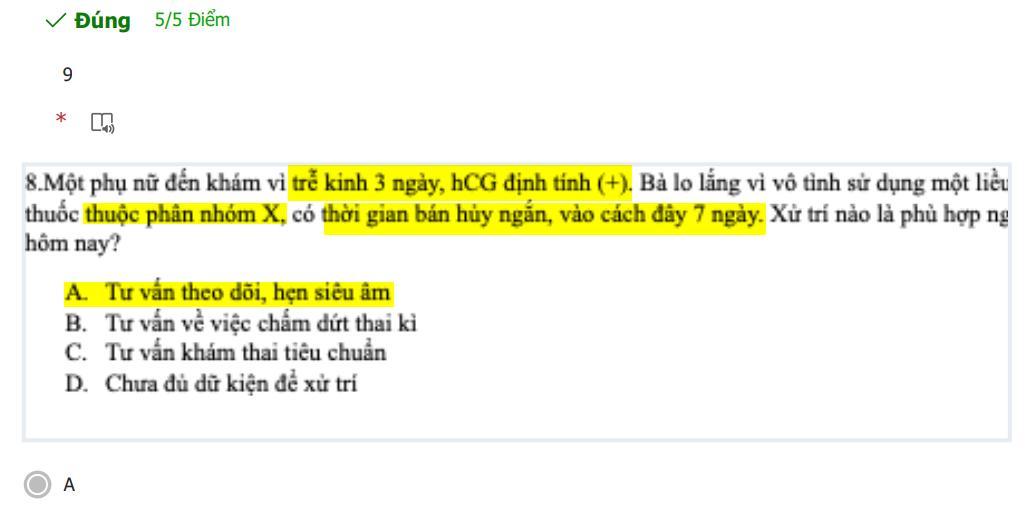 Đúng 5/5 Điểm
9
*
8.Một phụ nữ đến khám vì trễ kinh 3 ngày, hCG định tính (+). Bà lo lắng vì vô tình sử dụng một liều
thuốc thuộc phân nhóm X, có thời gian bán hủy ngắn, vào cách đây 7 ngày. Xử trí nào là phù hợp ng
hôm nay?
A. Tư vấn theo dõi, hẹn siêu âm
B. Tư vấn về việc chấm dứt thai kì
C. Tư vấn khám thai tiêu chuẩn
D. Chưa đủ dữ kiện để xử trí
A